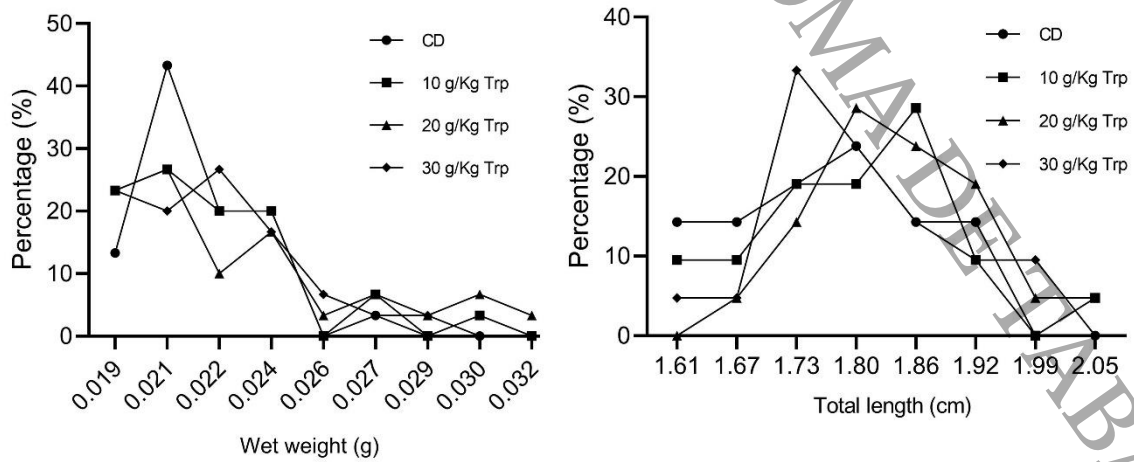 50
40
30
20
10
0
Percentage (%)
CD
10 g/Kg Trp
20 g/Kg Trp
30 g/Kg Trp
0.019 0.021 0.022 0.024 0.026 0.027 0.029 0.030 0.032
Wet weight (g)
40
30
20
10
0
Percentage (%)
CD
10 g/Kg Trp
20 g/Kg Trp
30 g/Kg Trp
1.61 1.67 1.73 1.80 1.86 1.92 1.99 2.05
Total length (cm)
OMA DE TAB